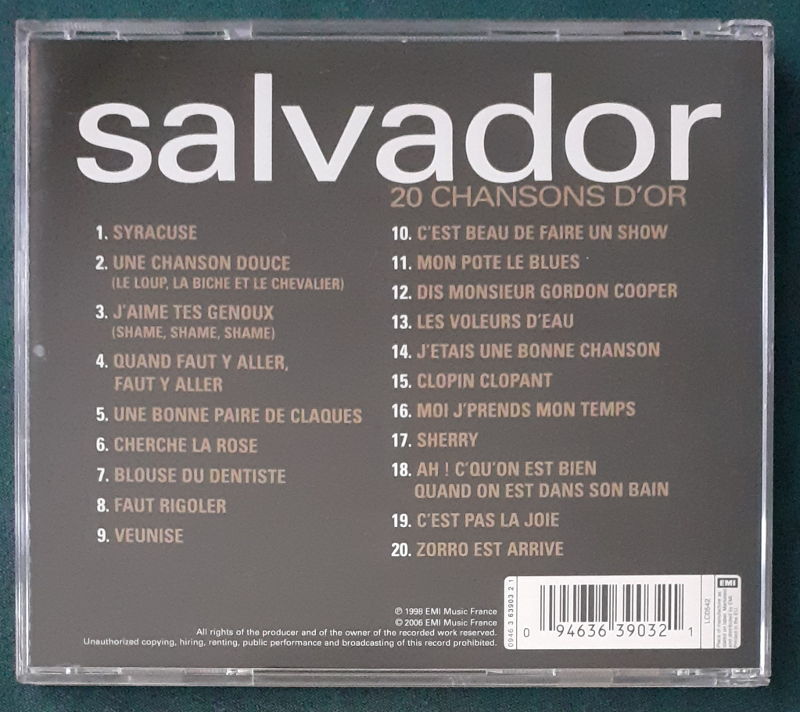 salvador
20 CHANSONS D'OR
1. SYRACUSE
2. UNE CHANSON DOUCE
(LE LOUP, LA BICHE ET LE CHEVALIER)
3. J'AIME TES GENOUX
(SHAME, SHAME, SHAME)
4. QUAND FAUT Y ALLER,
FAUT Y ALLER
5. UNE BONNE PAIRE DE CLAQUES
6. CHERCHE LA ROSE
7. BLOUSE DU DENTISTE
8. FAUT RIGOLER
9. VEUNISE
10. C'EST BEAU DE FAIRE UN SHOW
11. MON POTE LE BLUES
12. DIS MONSIEUR GORDON COOPER
13. LES VOLEURS D'EAU
14. J'ETAIS UNE BONNE CHANSON
15. CLOPIN CLOPANT
16. MOI J'PRENDS MON TEMPS
17. SHERRY
18. AH ! C'QU'ON EST BIEN
QUAND ON EST DANS SON BAIN
19. C'EST PAS LA JOIE
20. ZORRO EST ARRIVE
℗ 1998 EMI Music France
© 2006 EMI Music France
All rights of the producer and of the owner of the recorded work reserved.
Unauthorized copying, hiring, renting, public performance and broadcasting of this record prohibited.
0946 3 63903 2 1
0 94636 39032 1
LC0542
EMI